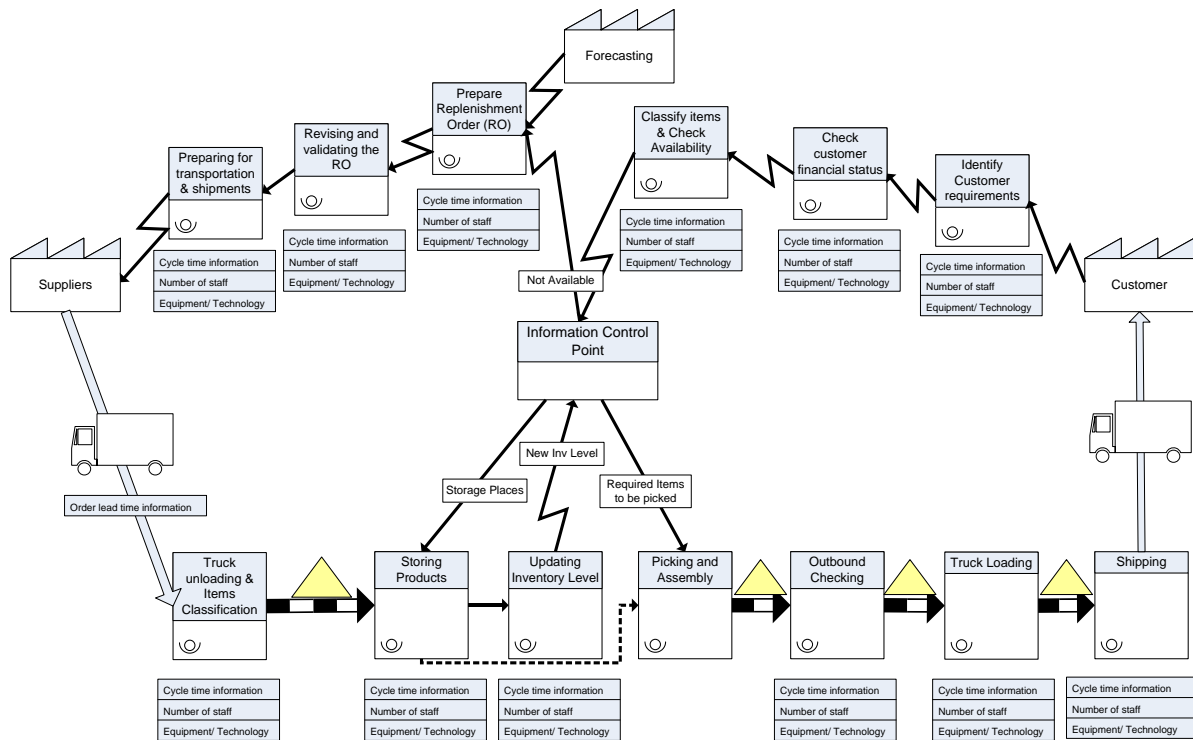 Forecasting
Prepare
Replenishment
Order (RO)
Classify items
& Check
Availability
Revising and
validating the
RO
Check
customer
financial status
Preparing for
transportation
& shipments
Identify
Customer
requirements
Cycle time information
Number of staff
Equipment/ Technology
Cycle time information
Number of staff
Equipment/ Technology
Cycle time information
Number of staff
Equipment/ Technology
Cycle time information
Number of staff
Equipment/ Technology
Cycle time information
Number of staff
Equipment/ Technology
Cycle time information
Number of staff
Equipment/ Technology
Suppliers
Not Available
Customer
Information Control
Point
New Inv Level
Storage Places
Required Items
to be picked
Order lead time information
Truck
unloading &
Items
Classification
Storing
Products
Updating
Inventory Level
Picking and
Assembly
Outbound
Checking
Truck Loading
Shipping
Cycle time information
Number of staff
Equipment/ Technology
Cycle time information
Number of staff
Equipment/ Technology
Cycle time information
Number of staff
Equipment/ Technology
Cycle time information
Number of staff
Equipment/ Technology
Cycle time information
Number of staff
Equipment/ Technology
Cycle time information
Number of staff
Equipment/ Technology